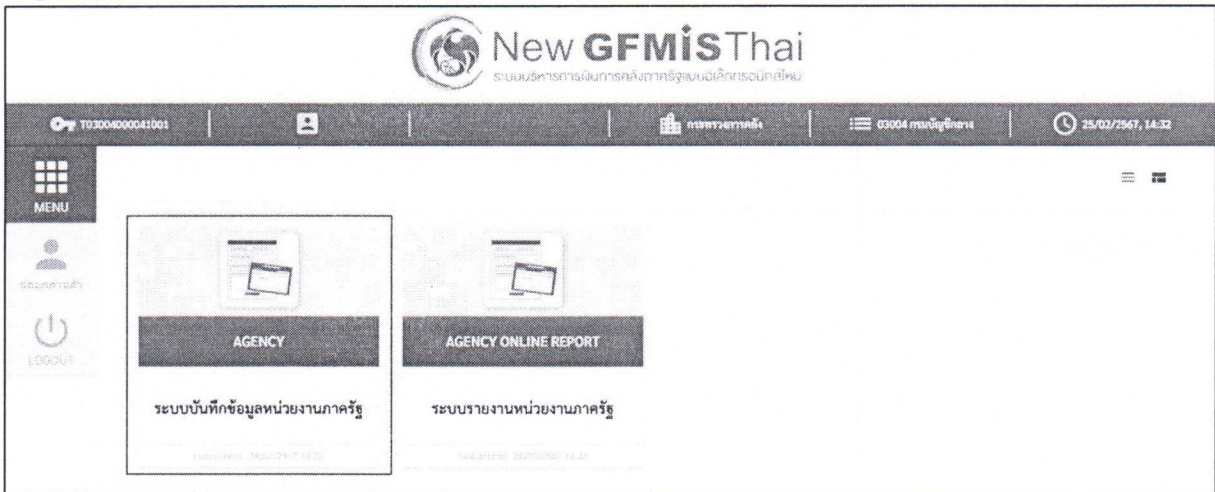 New GFMIS Thai
ระบบบริหารการเงินการคลังภาครัฐแบบอิเล็กทรอนิกส์ใหม่
T03004000041001
กระทรวงการคลัง
03004 กรมบัญชีกลาง
25/02/2567, 14:32
MENU
AGENCY
AGENCY ONLINE REPORT
LOGOUT
ระบบบันทึกข้อมูลหน่วยงานภาครัฐ
ระบบรายงานหน่วยงานภาครัฐ